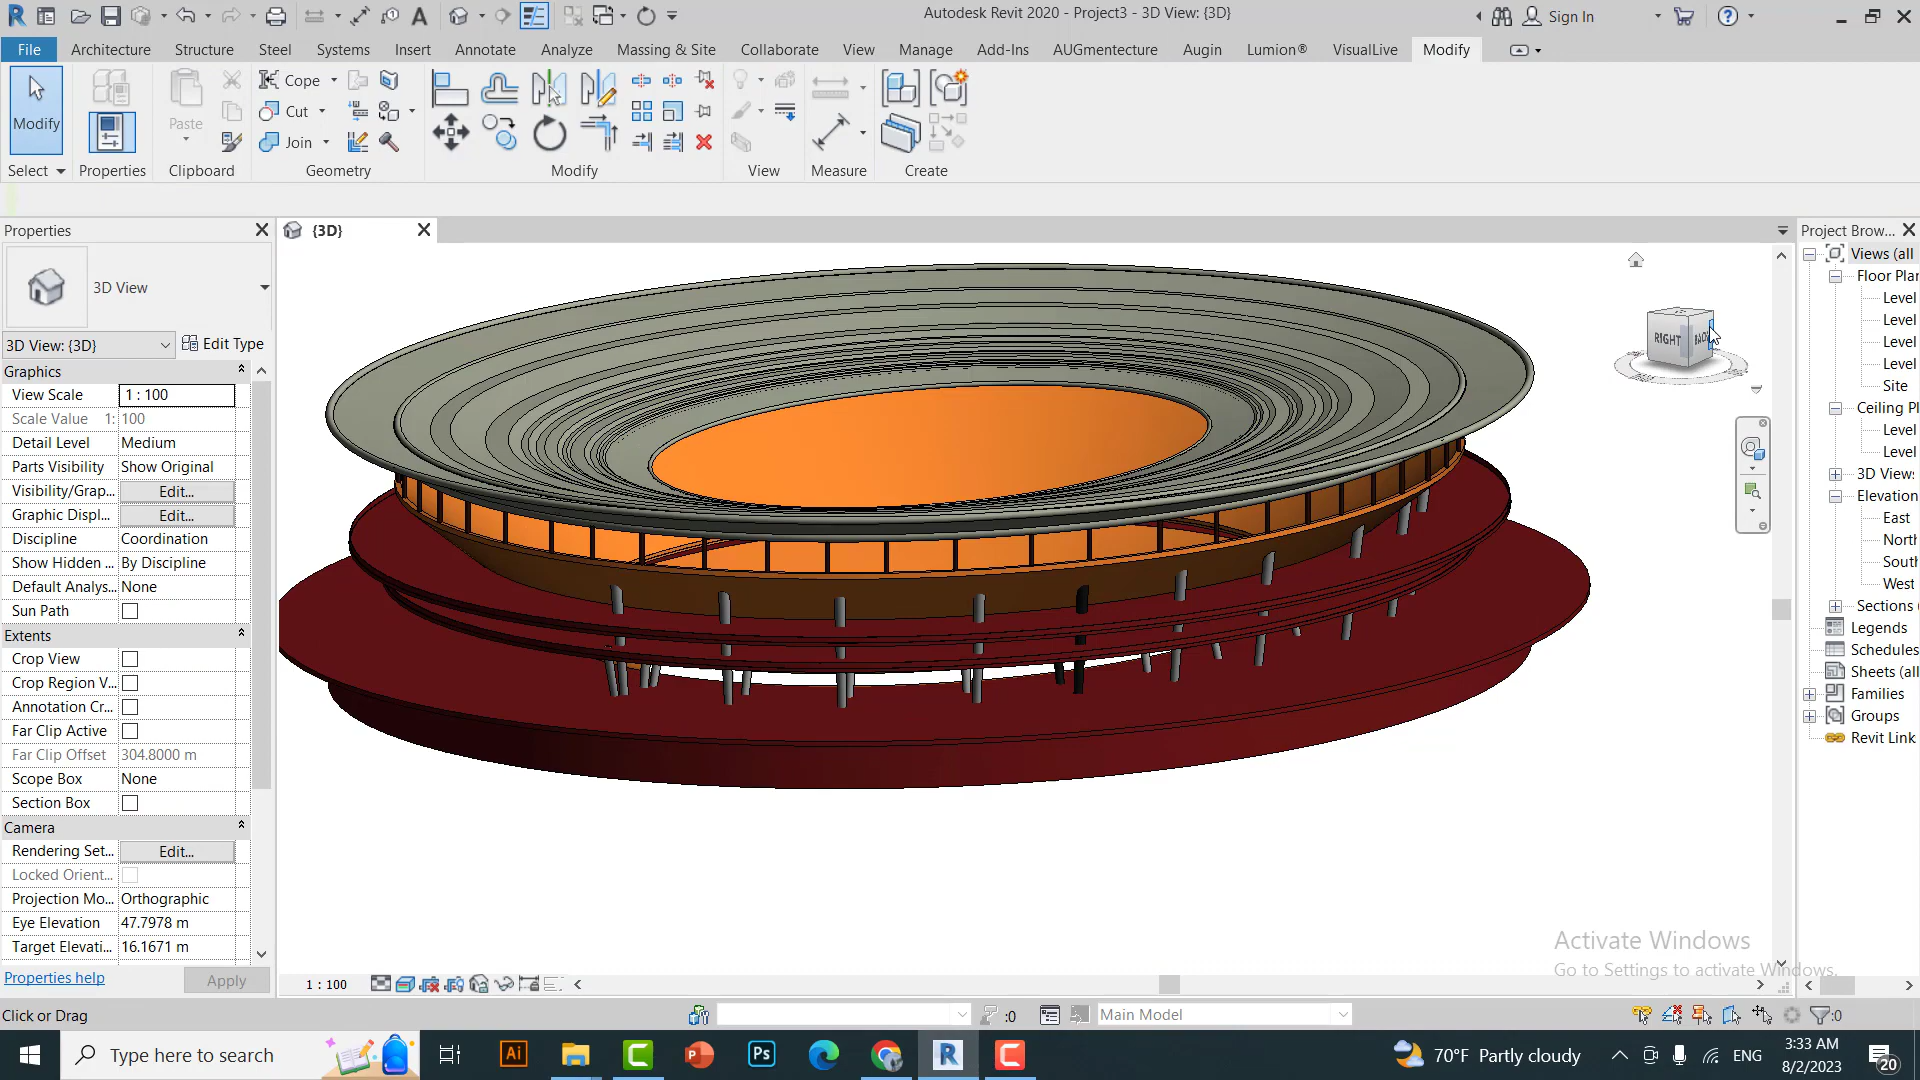 Autodesk Revit 2020 - Project3 - 3D View: {3D}
Sign In
File Architecture Structure Steel Systems Insert Annotate Analyze Massing & Site Collaborate View Manage Add-Ins AUGmentecture Augin Lumion® VisualLive Modify
Modify
Paste
Cope
Cut
Join
Select Properties Clipboard Geometry Modify View Measure Create
Properties
{3D}
Project Brow...
3D View
3D View: {3D}
Edit Type
Graphics
View Scale 1 : 100
Scale Value 1: 100
Detail Level Medium
Parts Visibility Show Original
Visibility/Grap... Edit...
Graphic Displ... Edit...
Discipline Coordination
Show Hidden ... By Discipline
Default Analys... None
Sun Path
Extents
Crop View
Crop Region V...
Annotation Cr...
Far Clip Active
Far Clip Offset 304.8000 m
Scope Box None
Section Box
Camera
Rendering Set... Edit...
Locked Orient...
Projection Mo... Orthographic
Eye Elevation 47.7978 m
Target Elevati... 16.1671 m
Properties help
Apply
RIGHT
Views (all
Floor Plan
Level
Level
Level
Level
Site
Ceiling Pl
Level
Level
3D Views
Elevation
East
North
South
West
Sections (
Legends
Schedules
Sheets (all
Families
Groups
Revit Link
Activate Windows
Go to Settings to activate Windows.
1 : 100
Click or Drag
:0
Main Model
:0
Type here to search
Ai
Ps
70°F Partly cloudy
ENG
3:33 AM
8/2/2023
20